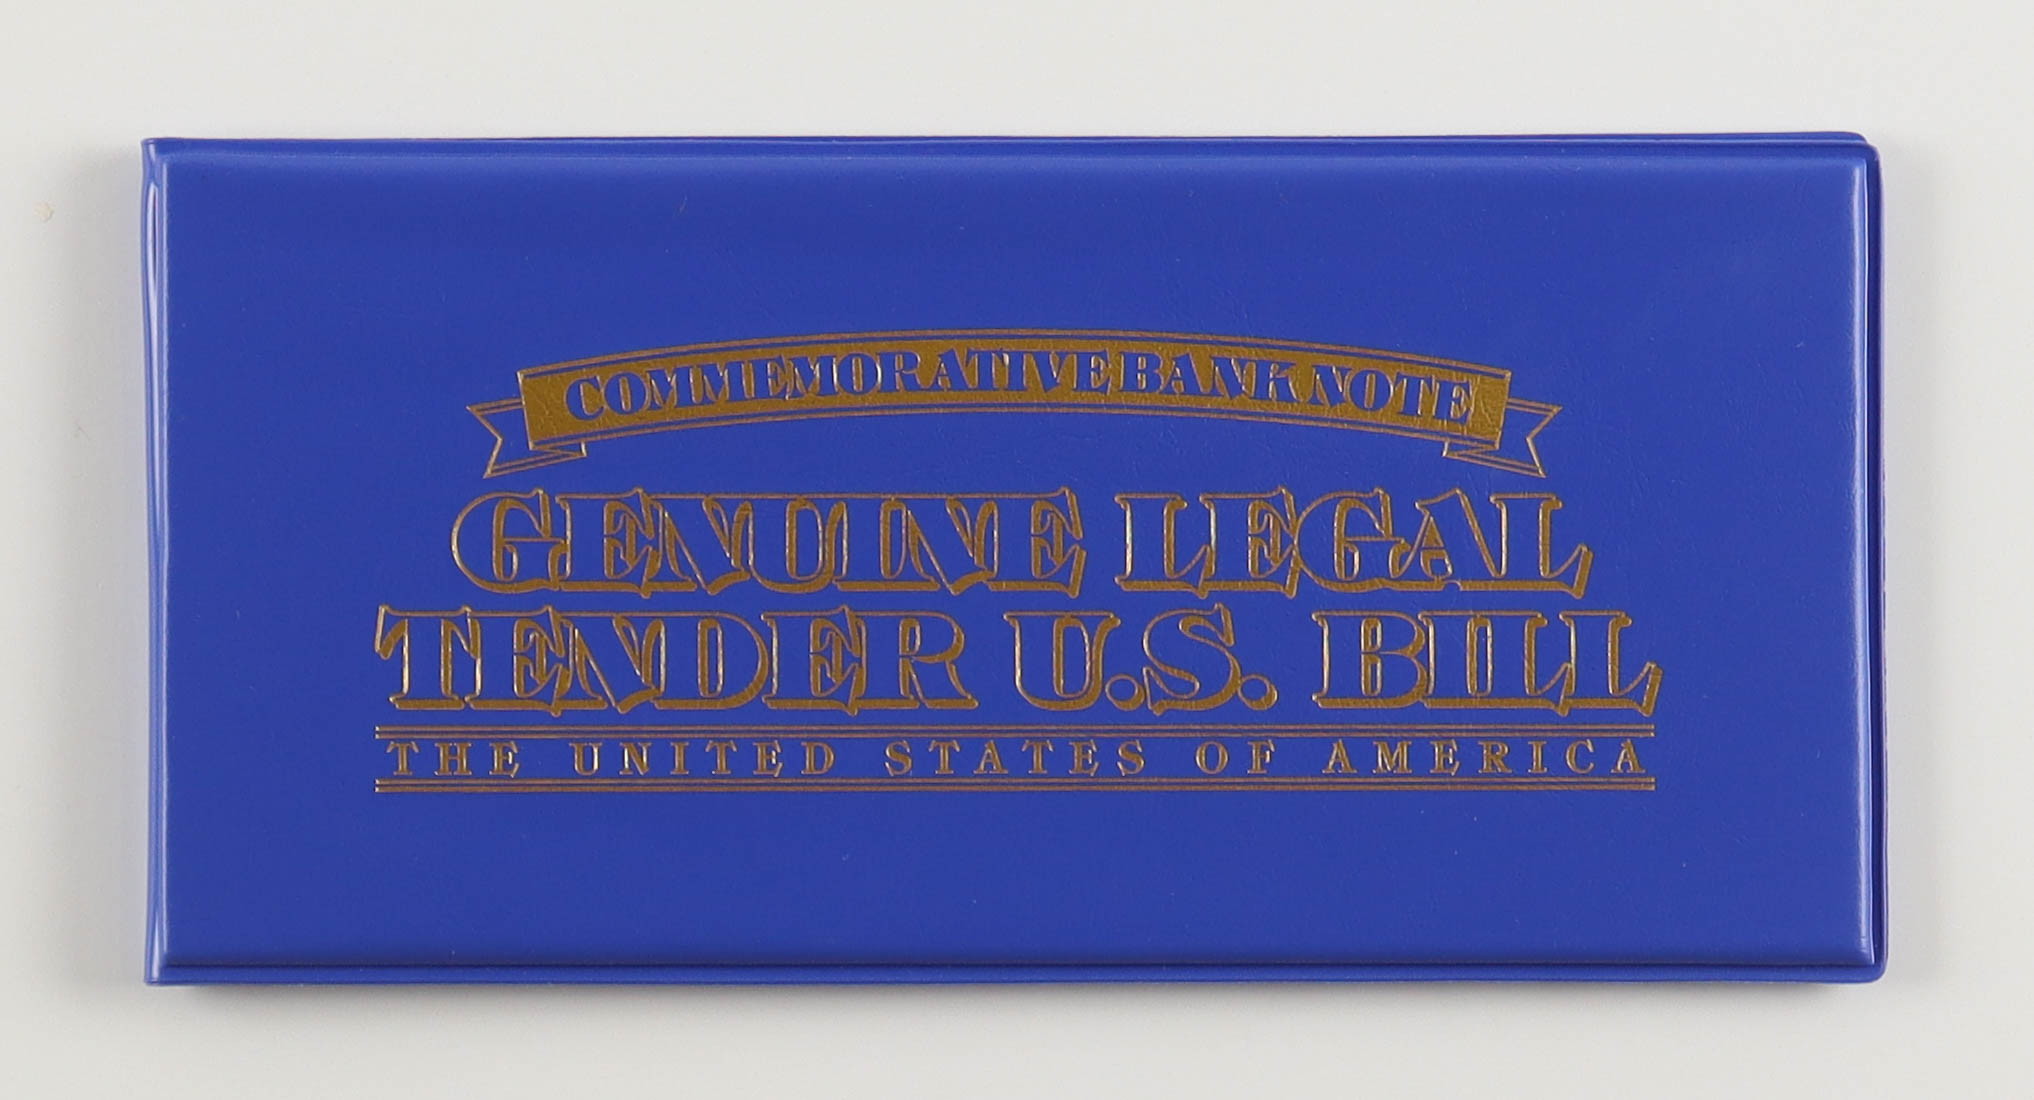 COMMEMORATIVE BANK NOTE
GENUINE LEGAL
TENDER U.S. BILL
THE UNITED STATES OF AMERICA